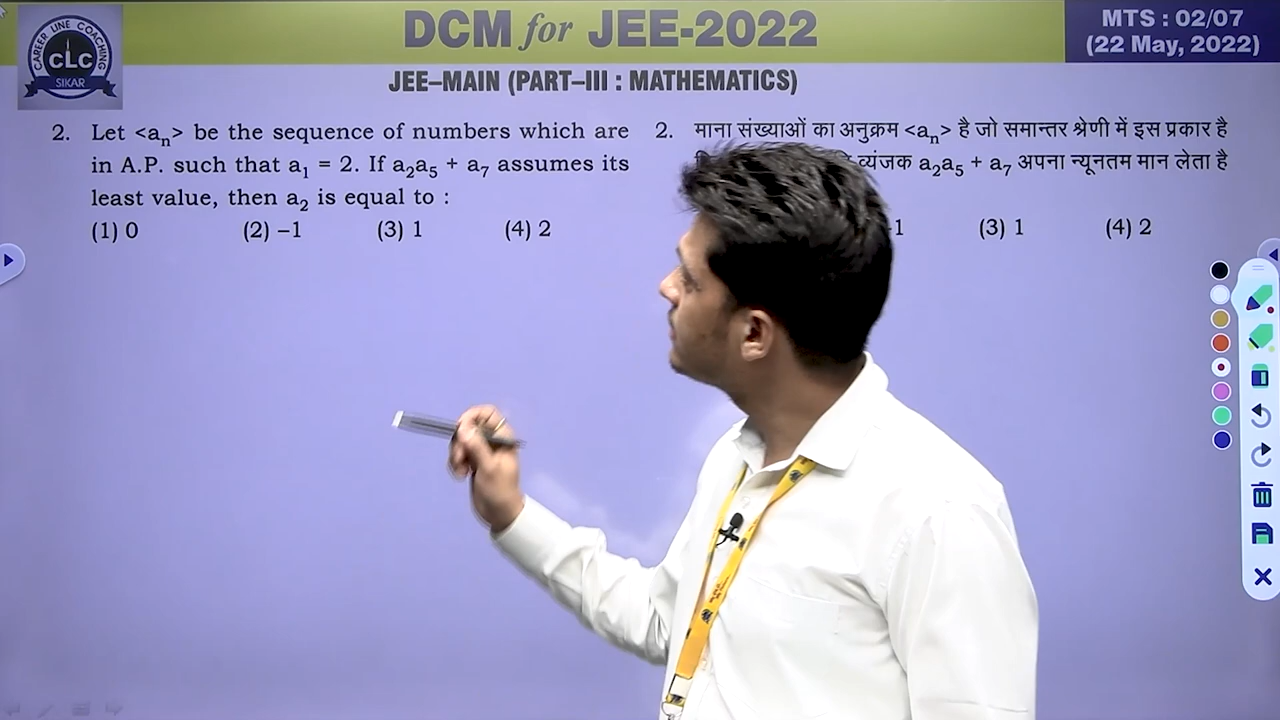 CAREER LINE COACHING
CLC
SIKAR
DCM for JEE-2022
MTS : 02/07
(22 May, 2022)
JEE–MAIN (PART–III : MATHEMATICS)
2. Let <aₙ> be the sequence of numbers which are
in A.P. such that a₁ = 2. If a₂a₅ + a₇ assumes its
least value, then a₂ is equal to :
(1) 0 (2) –1 (3) 1 (4) 2
2. माना संख्याओं का अनुक्रम <aₙ> है जो समान्तर श्रेणी में इस प्रकार है
व्यंजक a₂a₅ + a₇ अपना न्यूनतम मान लेता है
1 (3) 1 (4) 2